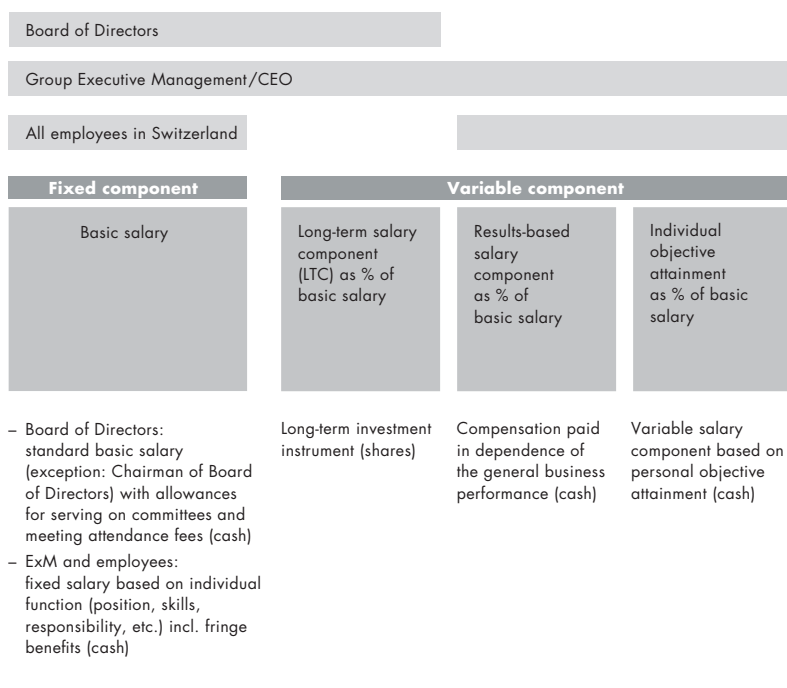 Board of Directors
Group Executive Management/CEO
All employees in Switzerland
Fixed component
Variable component
Basic salary
Long-term salary
component
(LTC) as % of
basic salary
Results-based
salary
component
as % of
basic salary
Individual
objective
attainment
as % of basic
salary
– Board of Directors:
standard basic salary
(exception: Chairman of Board
of Directors) with allowances
for serving on committees and
meeting attendance fees (cash)
– ExM and employees:
fixed salary based on individual
function (position, skills,
responsibility, etc.) incl. fringe
benefits (cash)
Long-term investment
instrument (shares)
Compensation paid
in dependence of
the general business
performance (cash)
Variable salary
component based on
personal objective
attainment (cash)